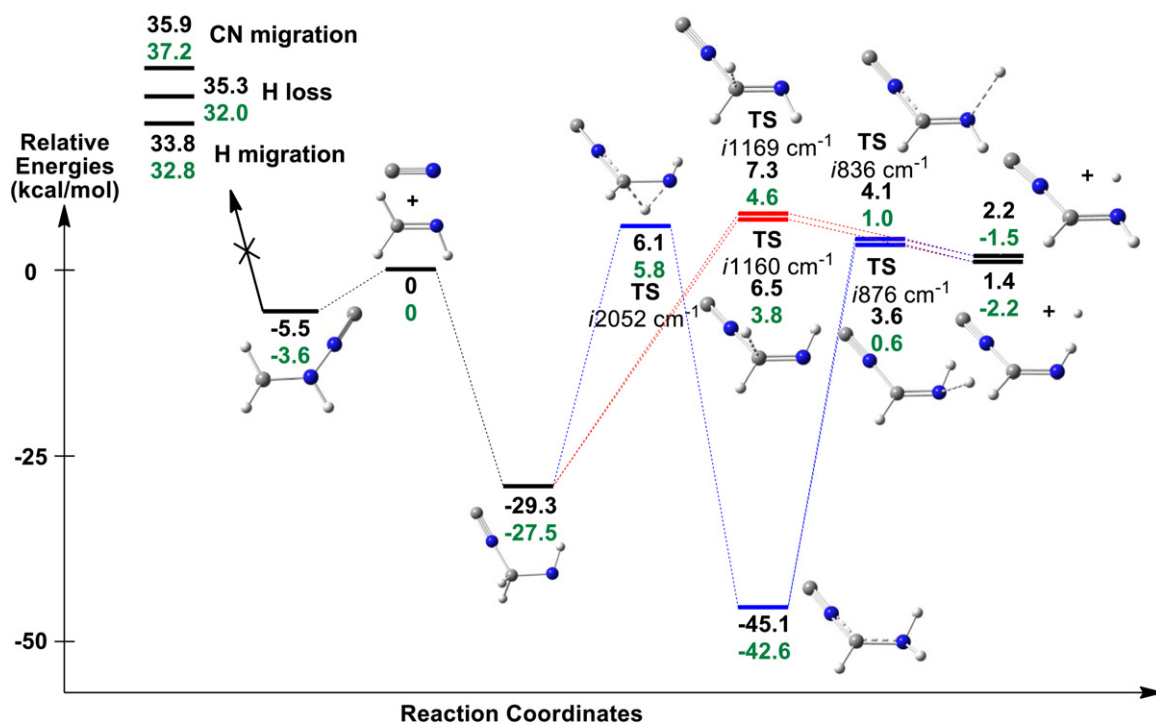 35.9
37.2
CN migration
35.3
32.0
H loss
33.8
32.8
H migration
Relative
Energies
(kcal/mol)
0
-25
-50
+
0
0
-5.5
-3.6
-29.3
-27.5
6.1
5.8
TS
i2052 cm-1
TS
i1169 cm-1
7.3
4.6
TS
i1160 cm-1
6.5
3.8
-45.1
-42.6
TS
i836 cm-1
4.1
1.0
TS
i876 cm-1
3.6
0.6
+
2.2
-1.5
1.4
-2.2
+
Reaction Coordinates